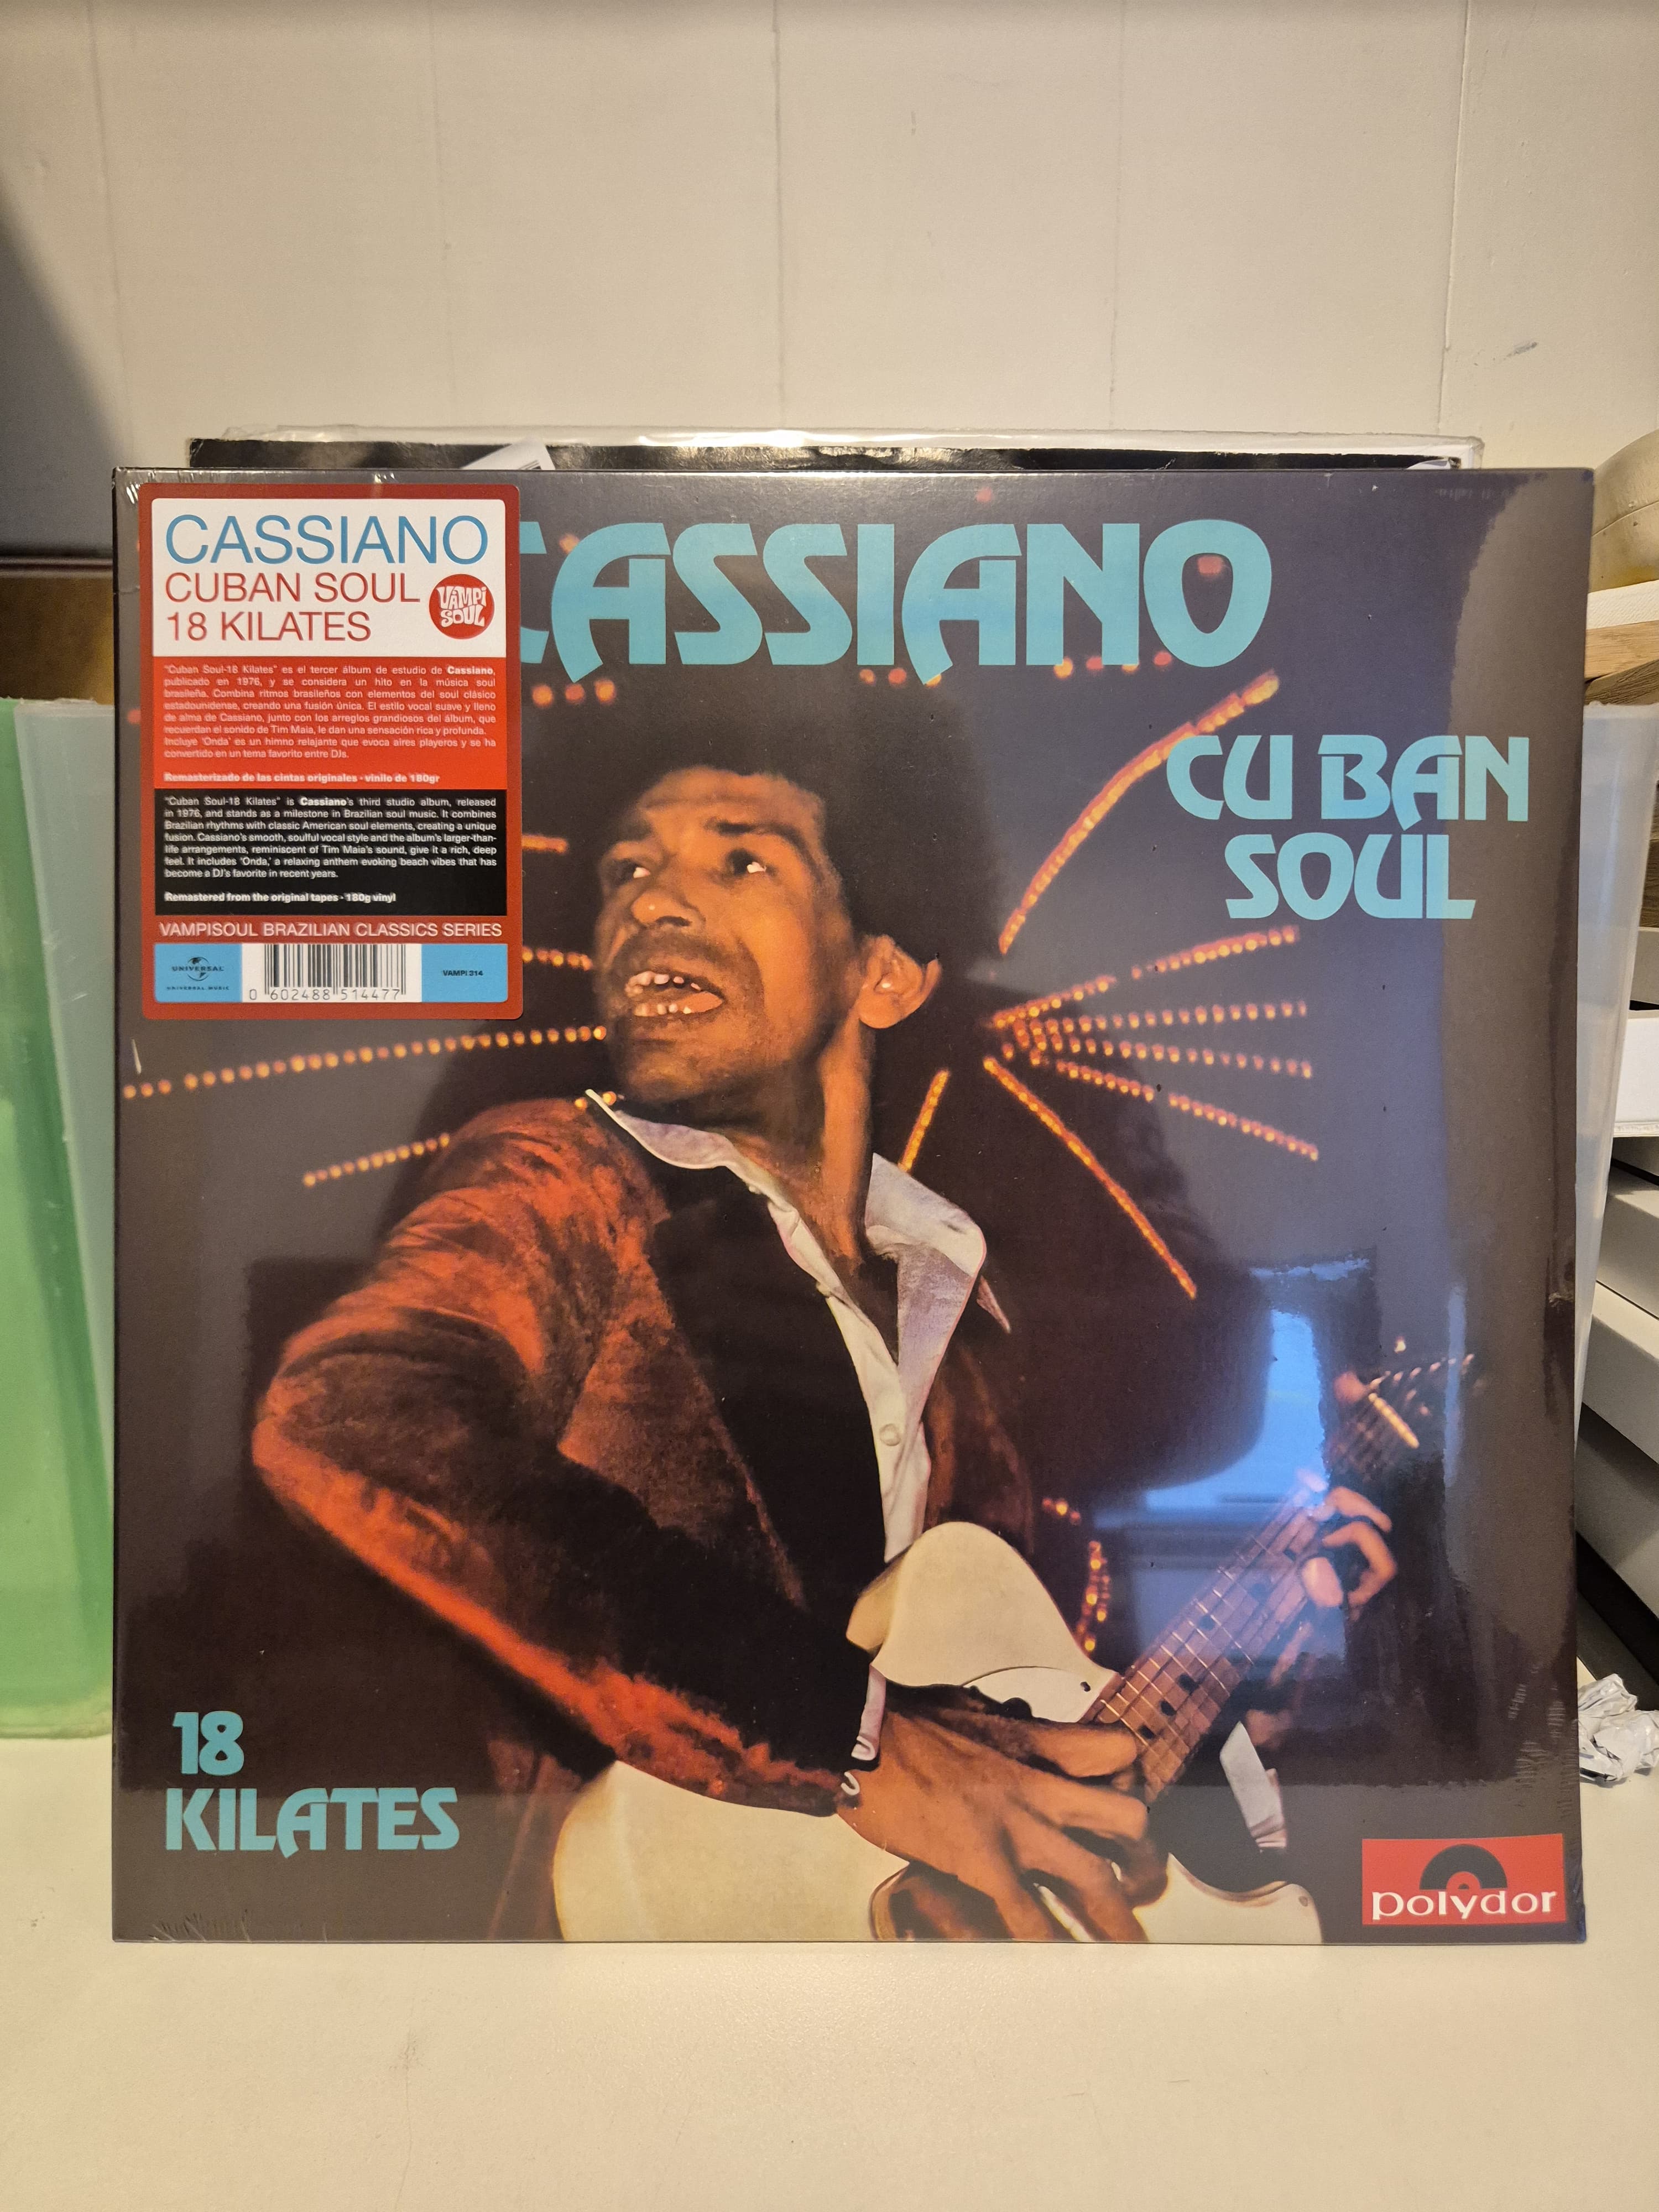 CASSIANO
CUBAN SOUL
18 KILATES
VAMPI
SOUL
"Cuban Soul-18 Kilates" es el tercer álbum de estudio de Cassiano,
publicado en 1976, y se considera un hito en la música soul
brasileña. Combina ritmos brasileños con elementos del soul clásico
estadounidense, creando una fusión única. El estilo vocal suave y lleno
de alma de Cassiano, junto con los arreglos grandiosos del álbum, que
recuerdan el sonido de Tim Maia, le dan una sensación rica y profunda.
Incluye 'Onda' es un himno relajante que evoca aires playeros y se ha
convertido en un tema favorito entre DJs.
Remasterizado de las cintas originales - vinilo de 180gr
"Cuban Soul-18 Kilates" is Cassiano's third studio album, released
in 1976, and stands as a milestone in Brazilian soul music. It combines
Brazilian rhythms with classic American soul elements, creating a unique
fusion. Cassiano's smooth, soulful vocal style and the album's larger-than-
life arrangements, reminiscent of Tim Maia's sound, give it a rich, deep
feel. It includes 'Onda,' a relaxing anthem evoking beach vibes that has
become a DJ's favorite in recent years.
Remastered from the original tapes - 180g vinyl
VAMPISOUL BRAZILIAN CLASSICS SERIES
UNIVERSAL
UNIVERSAL MUSIC
0 602488 514477
VAMPI 314
CASSIANO
CUBAN
SOUL
18
KILATES
polydor